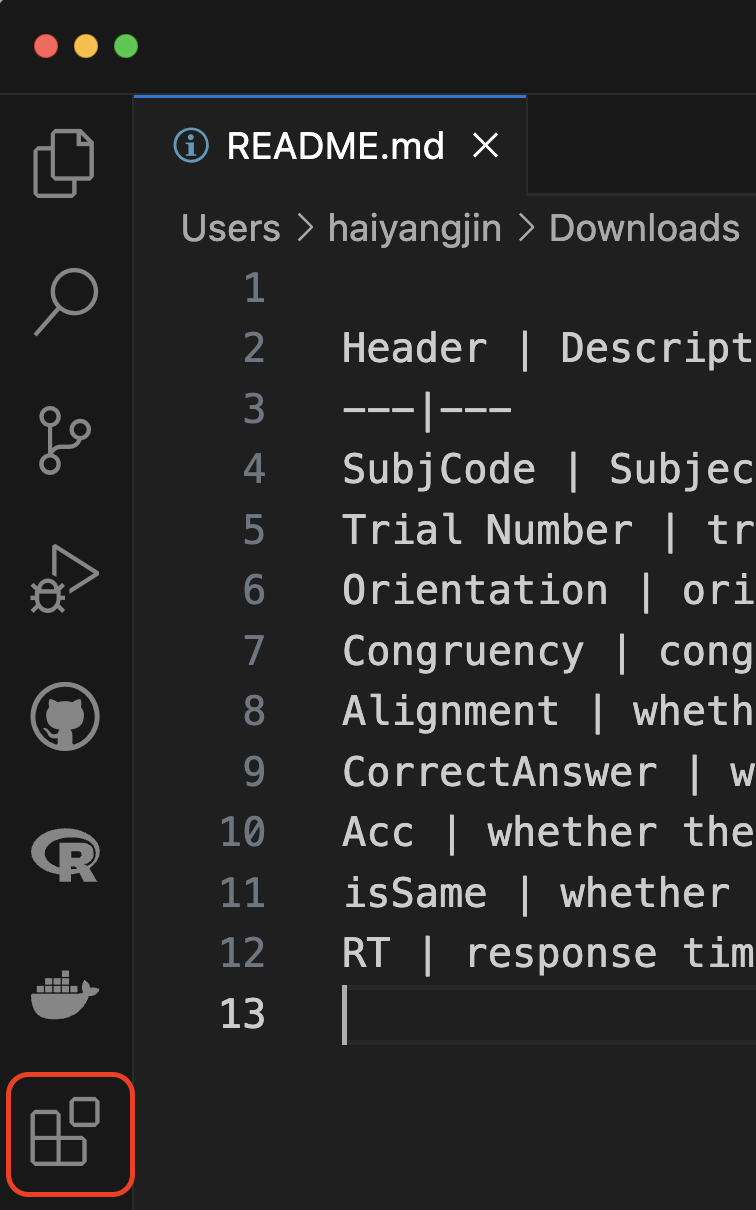 README.md
Users > haiyangjin > Downloads
1
2 Header | Descript
3 ---|---
4 SubjCode | Subjec
5 Trial Number | tr
6 Orientation | ori
7 Congruency | cong
8 Alignment | wheth
9 CorrectAnswer | w
10 Acc | whether the
11 isSame | whether
12 RT | response tim
13
R